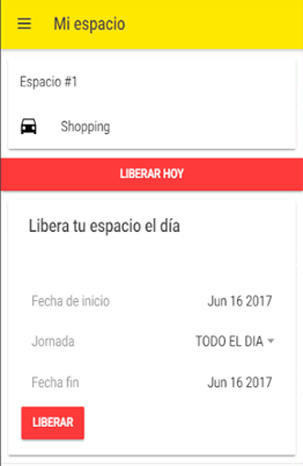 Mi espacio
Espacio #1
Shopping
LIBERAR HOY
Libera tu espacio el día
Fecha de inicio Jun 16 2017
Jornada TODO EL DIA
Fecha fin Jun 16 2017
LIBERAR